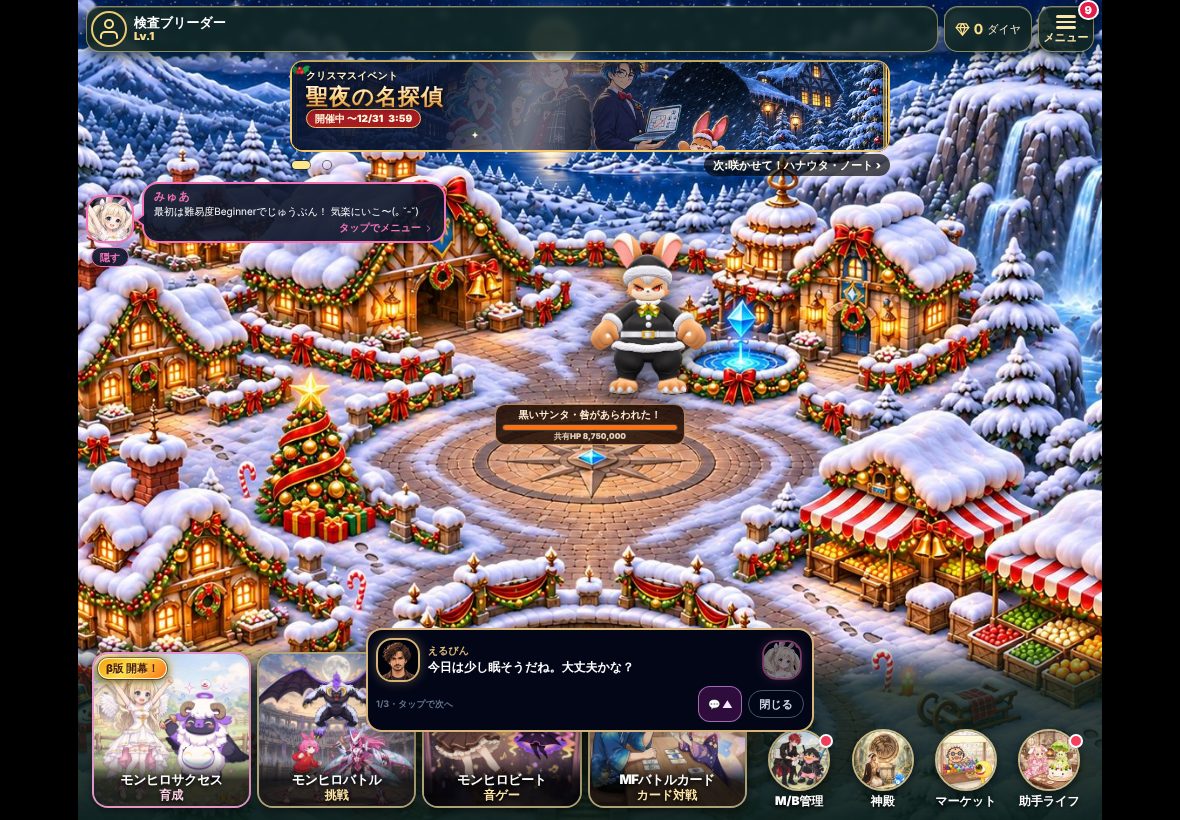 検査ブリーダー
Lv.1
0 ダイヤ
9
メニュー
クリスマスイベント
聖夜の名探偵
開催中 〜12/31 3:59
次:咲かせて！ハナウタ・ノート ›
みゅあ
最初は難易度Beginnerでじゅうぶん！ 気楽にいこ〜(｡ˇᵕˇ)
タップでメニュー ›
隠す
黒いサンタ・咎があらわれた！
共有HP 8,750,000
えるびん
今日は少し眠そうだね。大丈夫かな？
1/3・タップで次へ
閉じる
β版 開幕！
モンヒロサクセス
育成
モンヒロバトル
挑戦
モンヒロビート
音ゲー
MFバトルカード
カード対戦
M/B管理
神殿
マーケット
助手ライフ